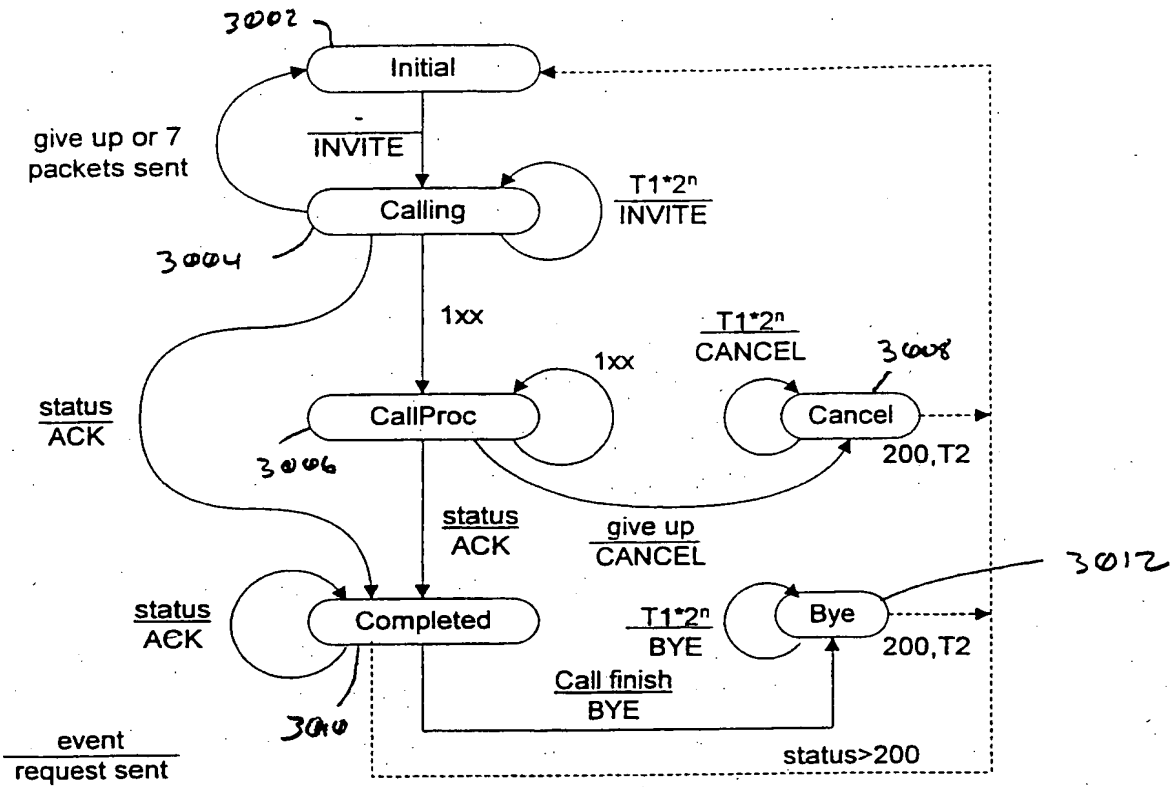 3002
Initial
give up or 7
packets sent
-
INVITE
Calling
T1*2ⁿ
INVITE
3004
1xx
T1*2ⁿ
CANCEL
3008
1xx
status
ACK
CallProc
Cancel
200,T2
3006
status
ACK
give up
CANCEL
3012
status
ACK
Completed
T1*2ⁿ
BYE
Bye
200,T2
Call finish
BYE
3010
event
request sent
status>200